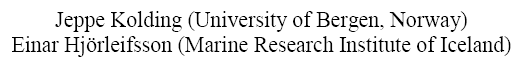 Jeppe Kolding (University of Bergen, Norway)
Einar Hjörleifsson (Marine Research Institute of Iceland)